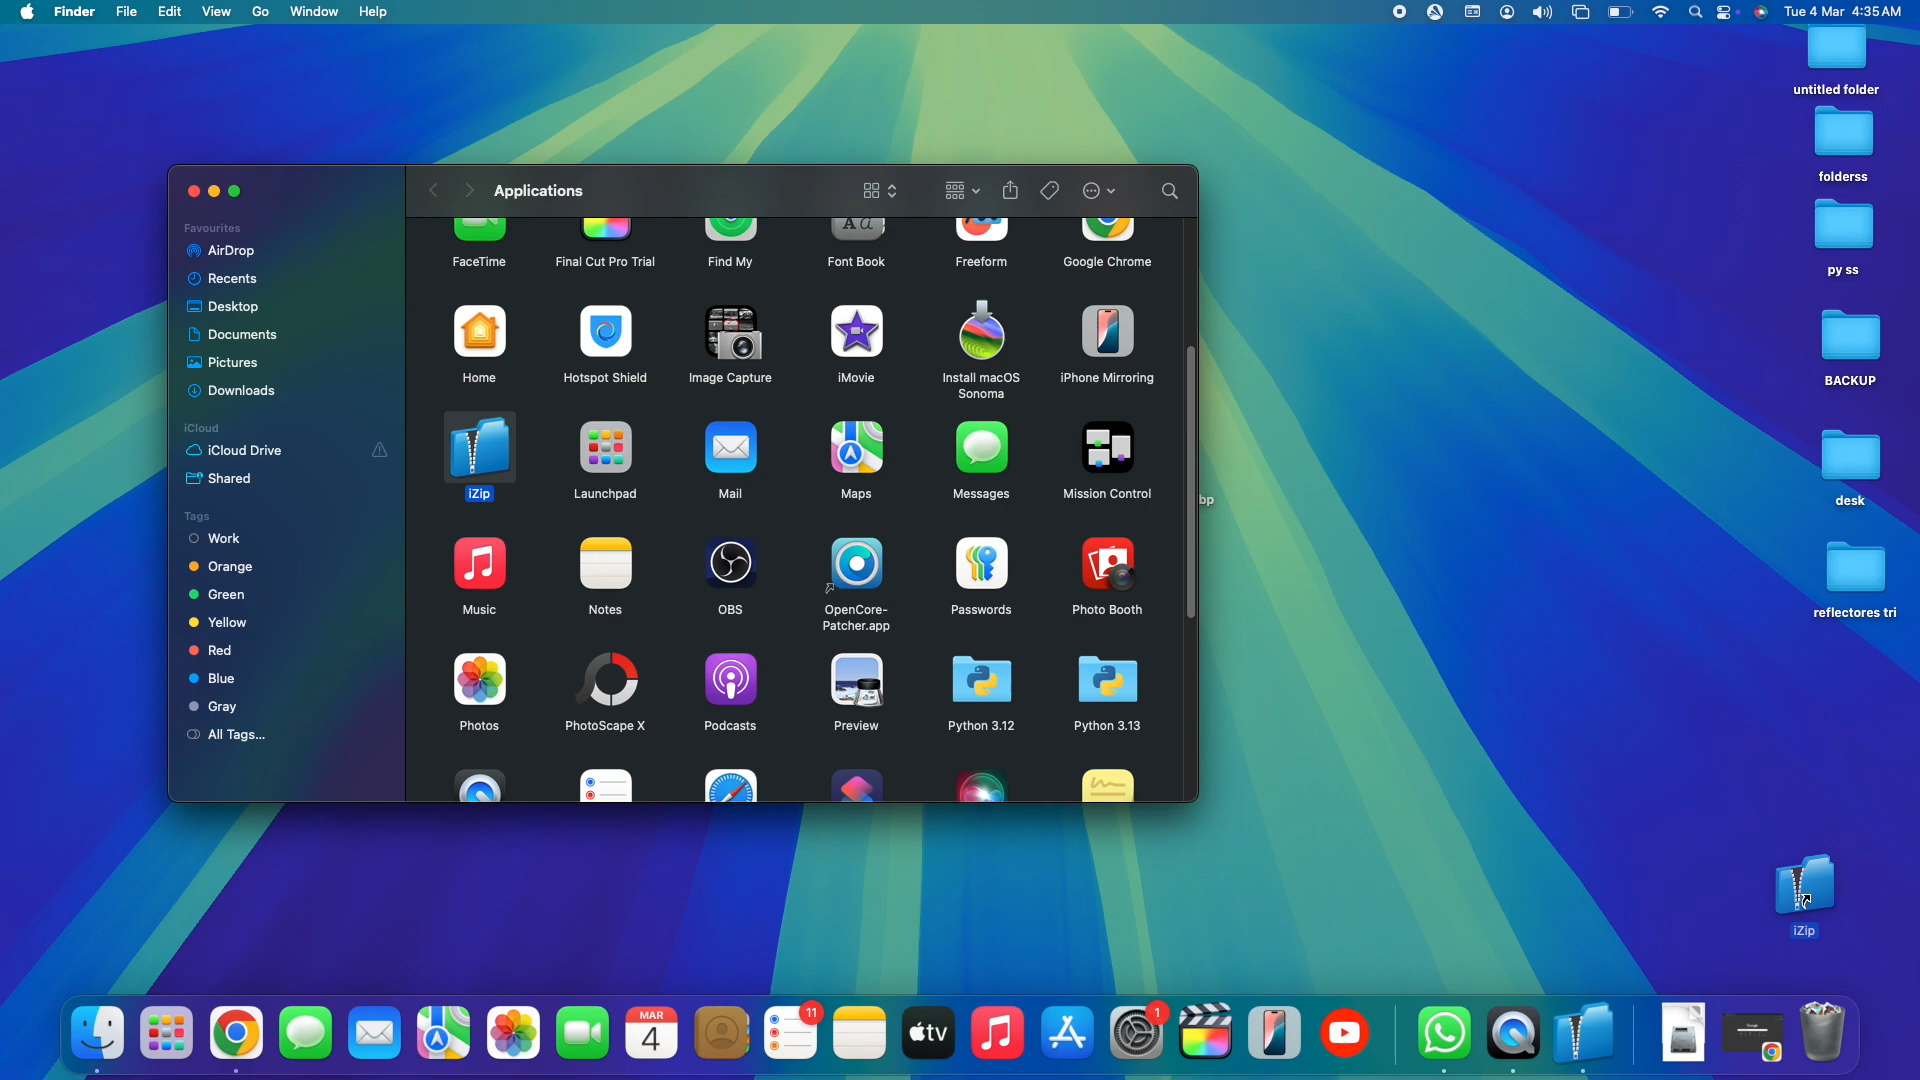 Finder File Edit View Go Window Help
Tue 4 Mar 4:35 AM
untitled folder
folderss
py ss
BACKUP
desk
reflectores tri
iZip
Applications
Favourites
AirDrop
Recents
Desktop
Documents
Pictures
Downloads
iCloud
iCloud Drive
Shared
Tags
Work
Orange
Green
Yellow
Red
Blue
Gray
All Tags...
Aa
FaceTime Final Cut Pro Trial Find My Font Book Freeform Google Chrome
Home Hotspot Shield Image Capture iMovie Install macOS Sonoma iPhone Mirroring
iZip Launchpad Mail Maps Messages Mission Control
bp
Music Notes OBS OpenCore-Patcher.app Passwords Photo Booth
Photos PhotoScape X Podcasts Preview Python 3.12 Python 3.13
MAR
4
11
tv
1